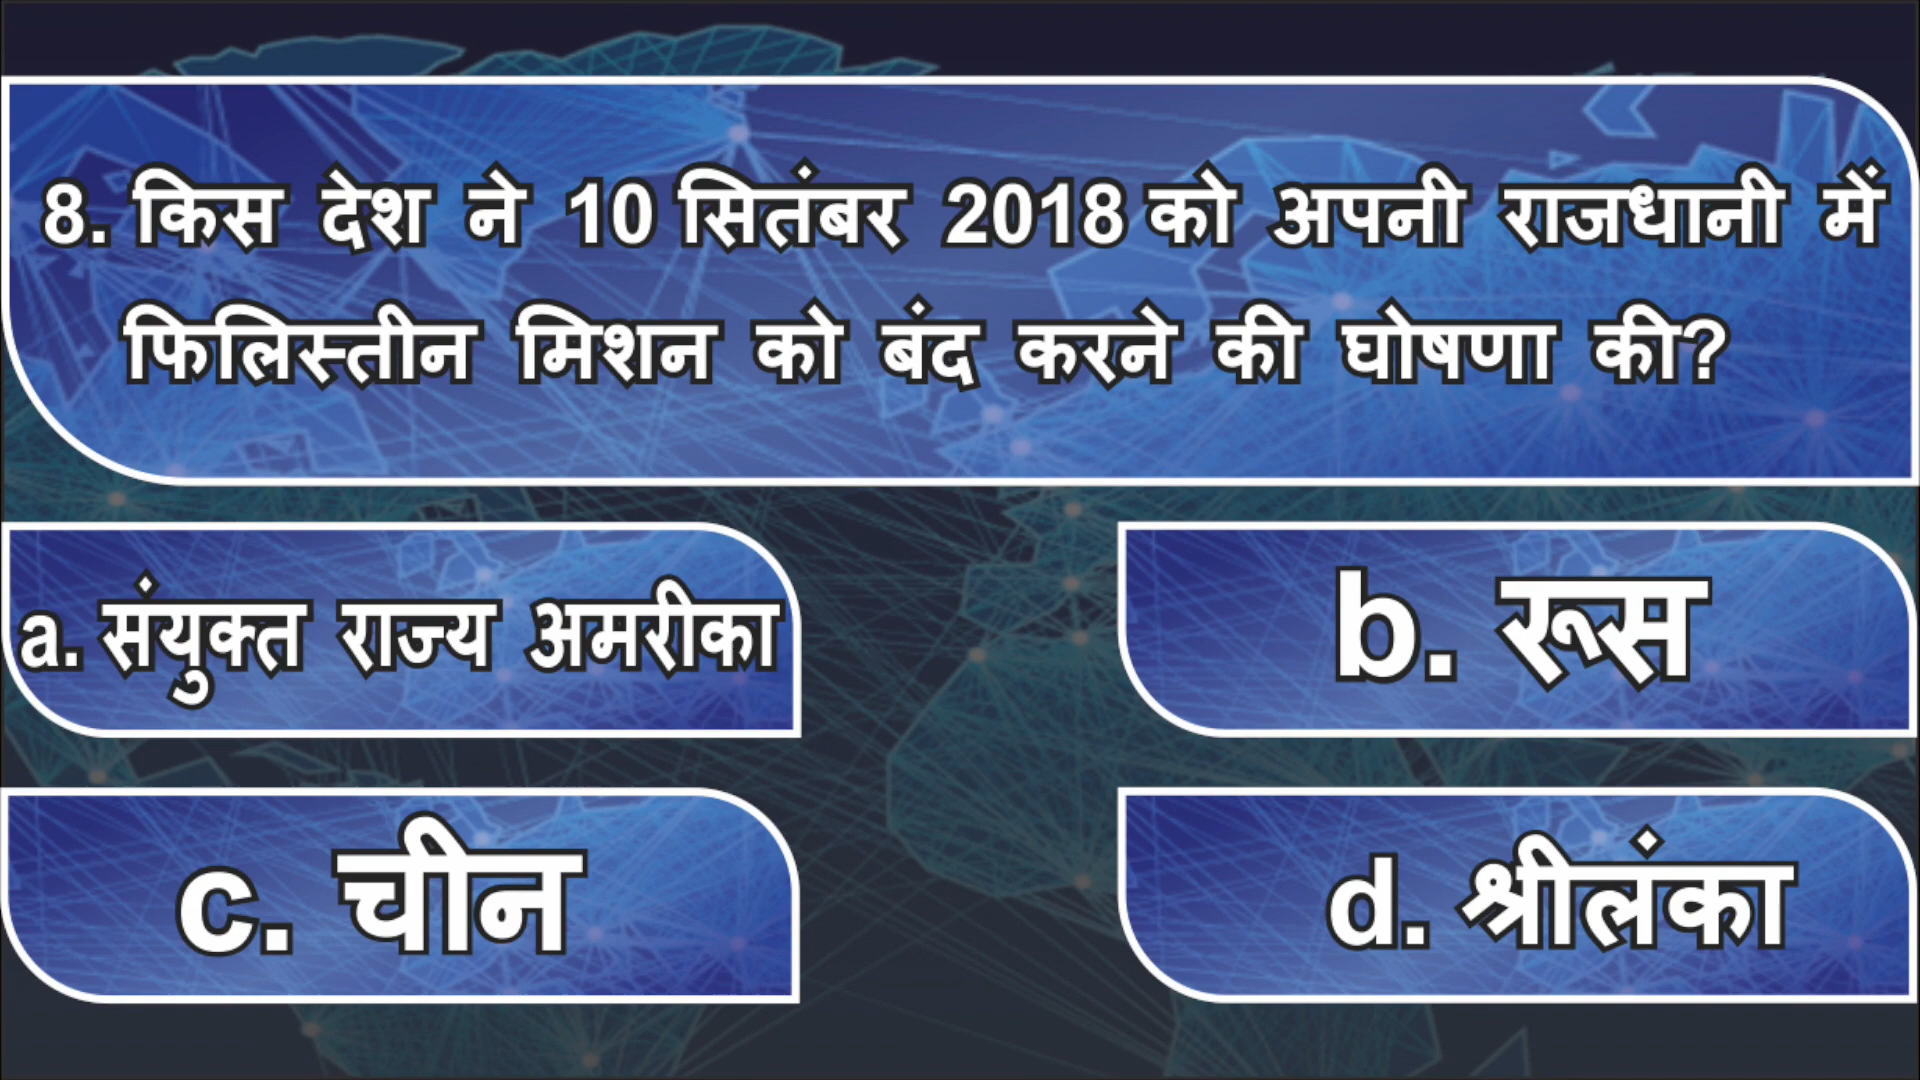 8. किस देश ने 10 सितंबर 2018 को अपनी राजधानी में
फिलिस्तीन मिशन को बंद करने की घोषणा की?
a. संयुक्त राज्य अमरीका
b. रूस
c. चीन
d. श्रीलंका